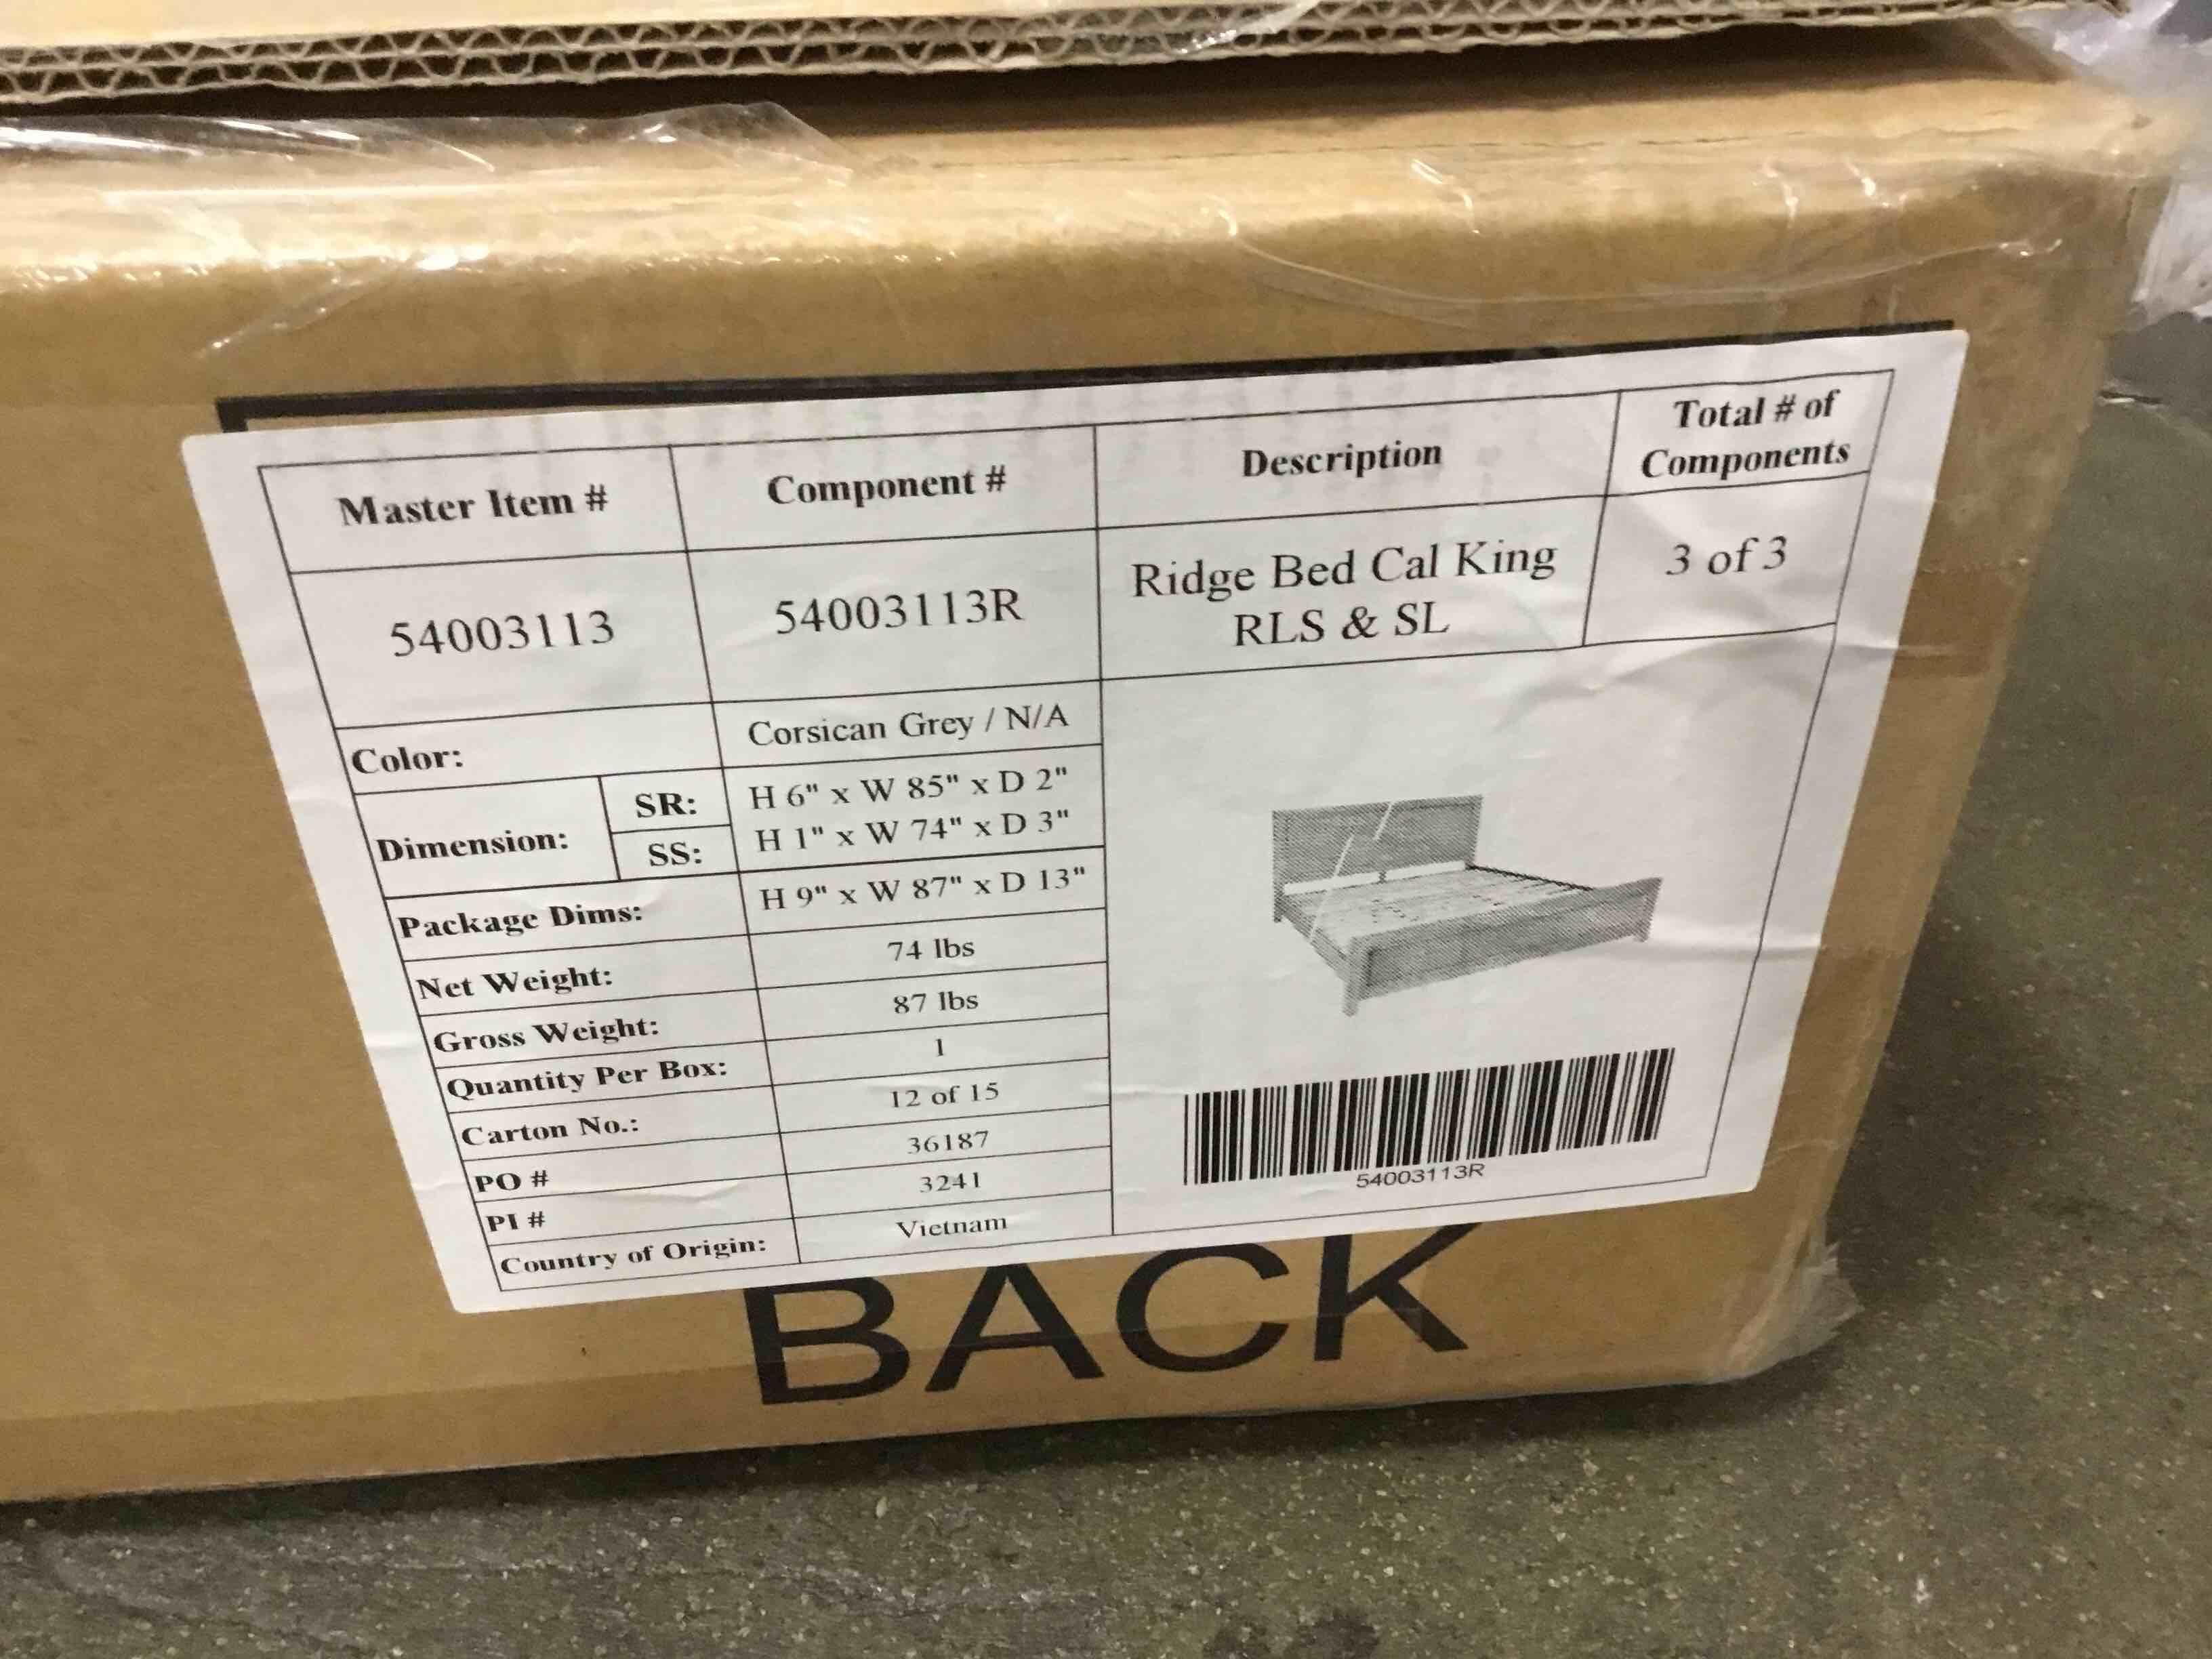 Master Item # Component # Description Total # of Components
54003113 54003113R Ridge Bed Cal King RLS & SL 3 of 3
Color: Corsican Grey / N/A
Dimension: SR: H 6" x W 85" x D 2"
SS: H 1" x W 74" x D 3"
Package Dims: H 9" x W 87" x D 13"
Net Weight: 74 lbs
Gross Weight: 87 lbs
Quantity Per Box: 1
Carton No.: 12 of 15
PO # 36187
PI # 3241
Country of Origin: Vietnam
54003113R
BACK